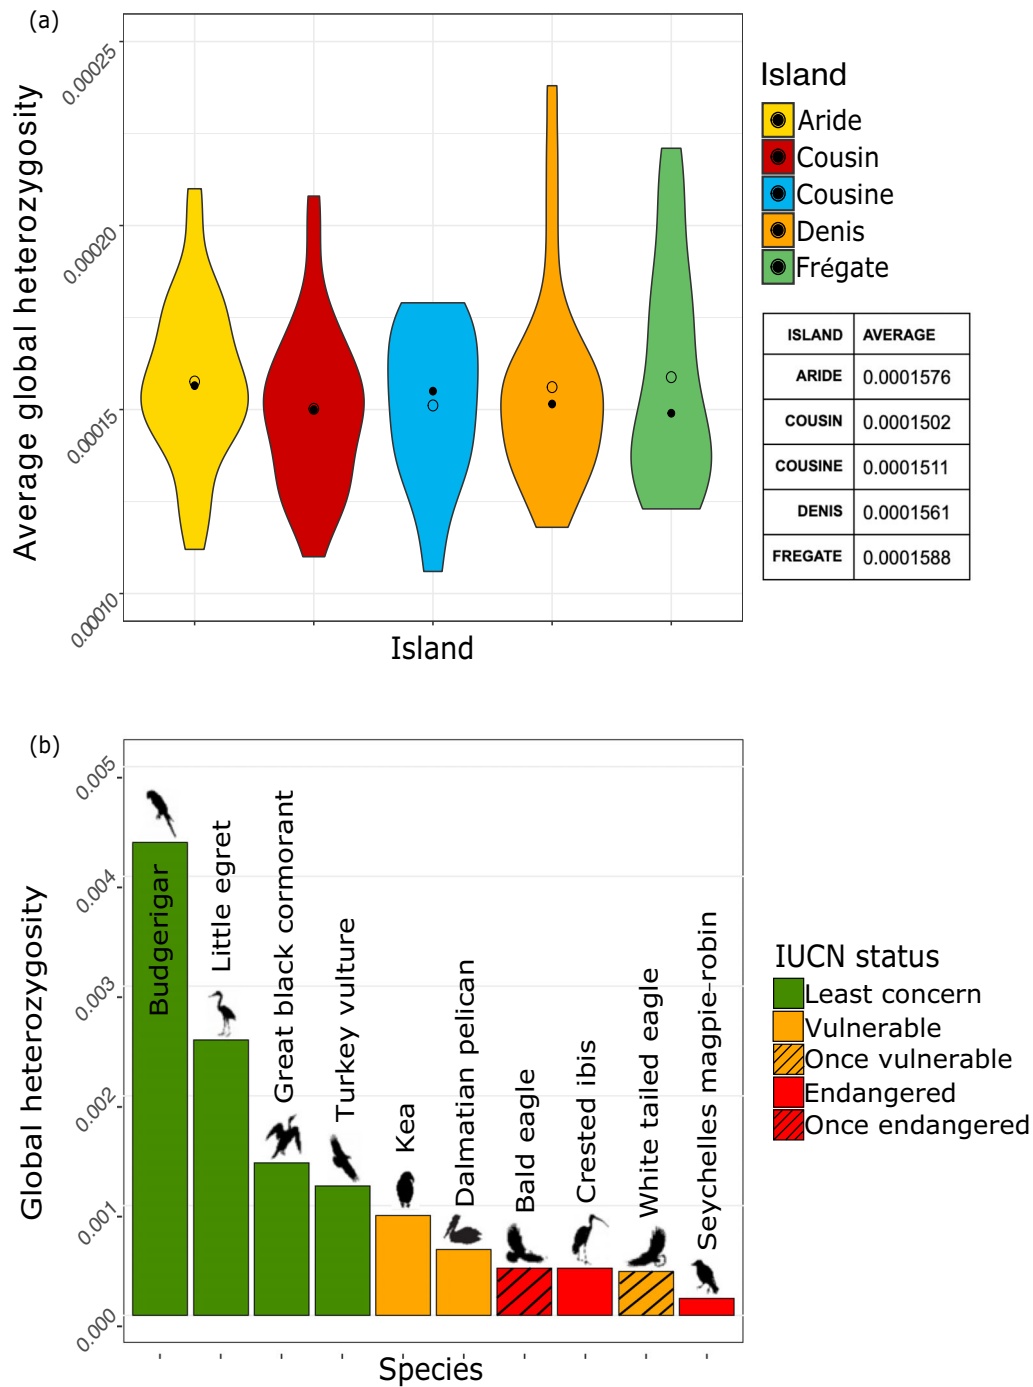 (a)
Average global heterozygosity
0.00025
0.00020
0.00015
0.00010
Island
Island
Aride
Cousin
Cousine
Denis
Frégate
ISLAND AVERAGE
ARIDE 0.0001576
COUSIN 0.0001502
COUSINE 0.0001511
DENIS 0.0001561
FREGATE 0.0001588
(b)
Global heterozygosity
0.005
0.004
0.003
0.002
0.001
0.000
Budgerigar
Little egret
Great black cormorant
Turkey vulture
Kea
Dalmatian pelican
Bald eagle
Crested ibis
White tailed eagle
Seychelles magpie-robin
Species
IUCN status
Least concern
Vulnerable
Once vulnerable
Endangered
Once endangered